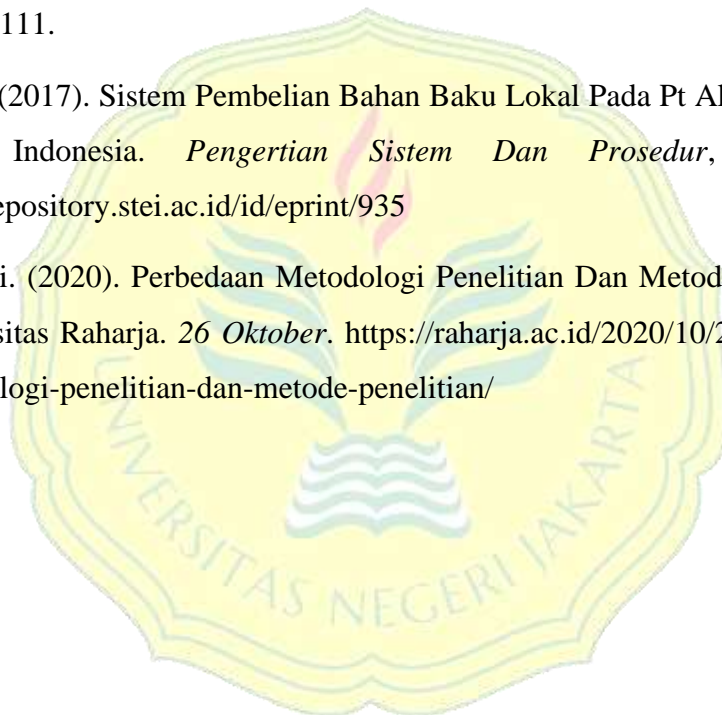 111.
(2017). Sistem Pembelian Bahan Baku Lokal Pada Pt Al
Indonesia. Pengertian Sistem Dan Prosedur,
epository.stei.ac.id/id/eprint/935
i. (2020). Perbedaan Metodologi Penelitian Dan Metod
sitas Raharja. 26 Oktober. https://raharja.ac.id/2020/10/2
logi-penelitian-dan-metode-penelitian/
UNIVERSITAS NEGERI JAKARTA